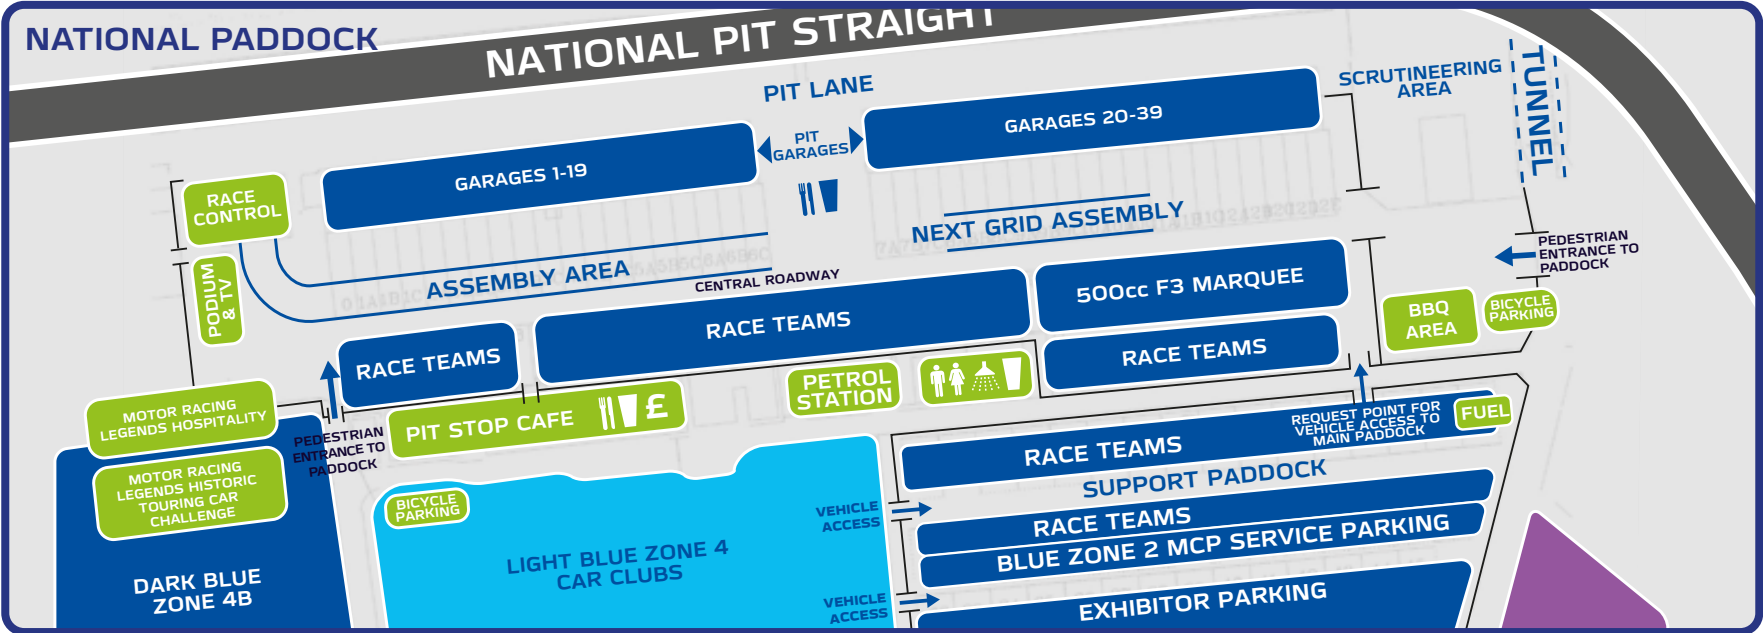 NATIONAL PADDOCK
NATIONAL PIT STRAIGHT
PIT LANE
SCRUTINEERING
AREA
TUNNEL
GARAGES 1-19
PIT
GARAGES
GARAGES 20-39
RACE
CONTROL
PODIUM
& TV
ASSEMBLY AREA
NEXT GRID ASSEMBLY
CENTRAL ROADWAY
PEDESTRIAN
ENTRANCE TO
PADDOCK
RACE TEAMS
RACE TEAMS
500cc F3 MARQUEE
RACE TEAMS
BBQ
AREA
BICYCLE
PARKING
MOTOR RACING
LEGENDS HOSPITALITY
PEDESTRIAN
ENTRANCE TO
PADDOCK
PIT STOP CAFE £
PETROL
STATION
MOTOR RACING
LEGENDS HISTORIC
TOURING CAR
CHALLENGE
DARK BLUE
ZONE 4B
BICYCLE
PARKING
LIGHT BLUE ZONE 4
CAR CLUBS
RACE TEAMS
REQUEST POINT FOR
VEHICLE ACCESS TO
MAIN PADDOCK
FUEL
SUPPORT PADDOCK
VEHICLE
ACCESS
RACE TEAMS
BLUE ZONE 2 MCP SERVICE PARKING
VEHICLE
ACCESS
EXHIBITOR PARKING